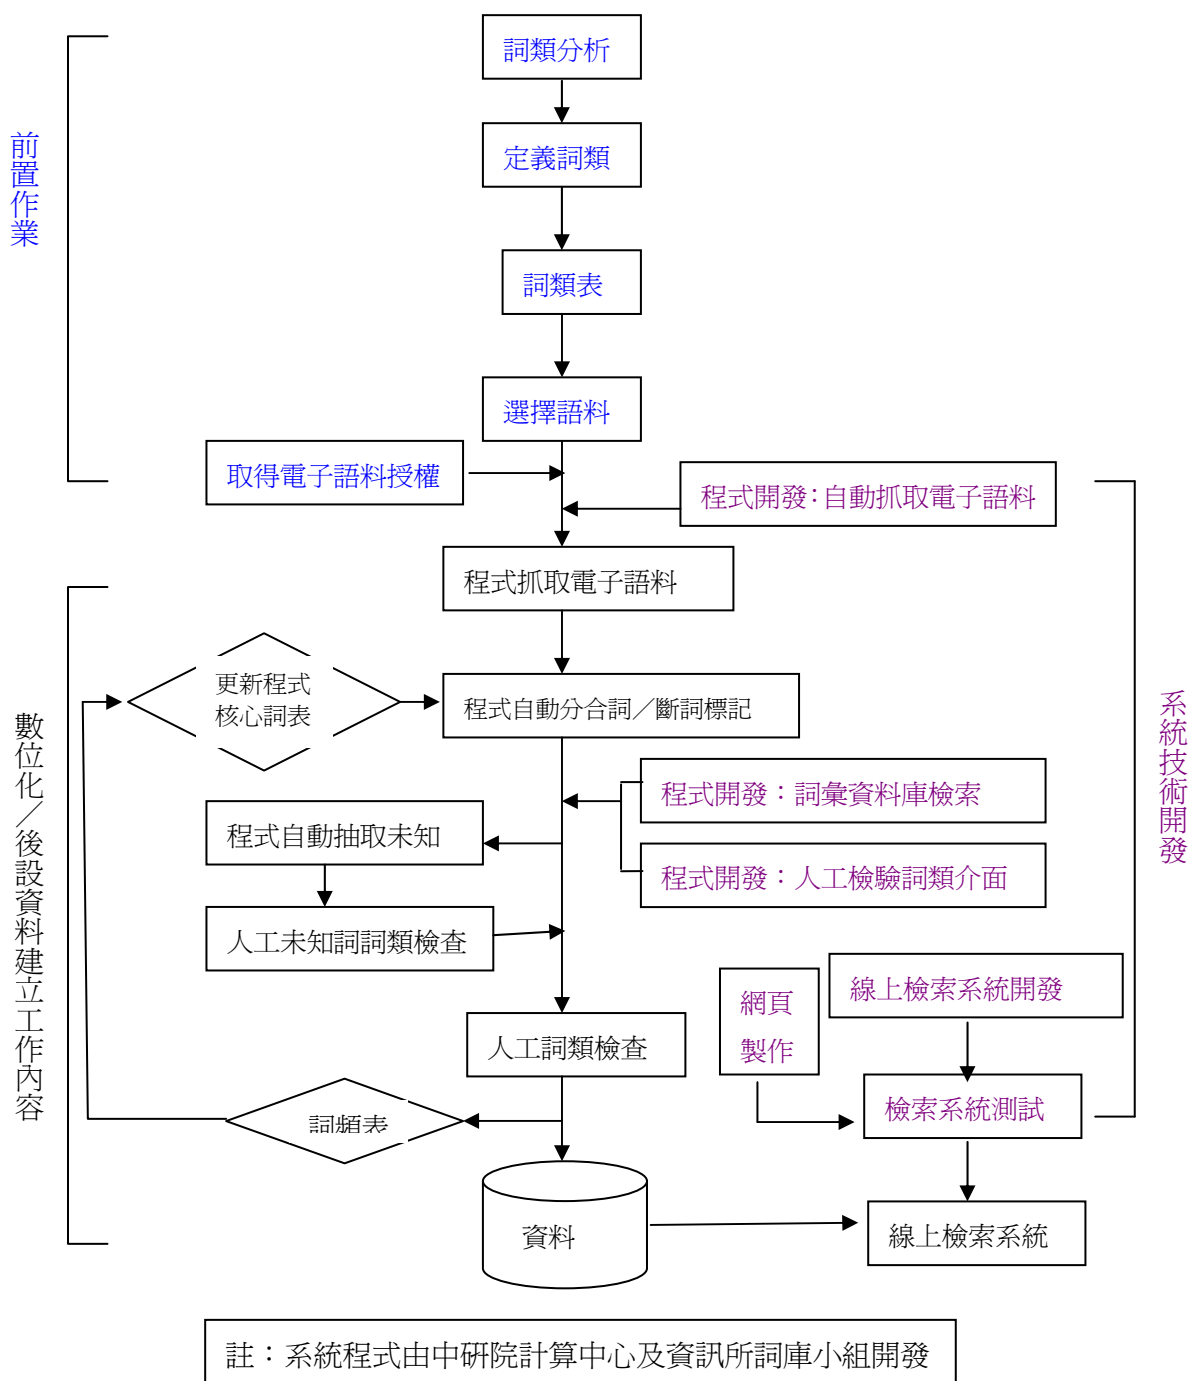 詞類分析
前置作業
定義詞類
詞類表
選擇語料
取得電子語料授權
程式開發:自動抓取電子語料
程式抓取電子語料
更新程式
核心詞表
程式自動分合詞／斷詞標記
系統技術開發
數位化／後設資料建立工作內容
程式開發：詞彙資料庫檢索
程式自動抽取未知
程式開發：人工檢驗詞類介面
人工未知詞詞類檢查
網頁
製作
線上檢索系統開發
人工詞類檢查
檢索系統測試
詞頻表
資料
線上檢索系統
註：系統程式由中研院計算中心及資訊所詞庫小組開發